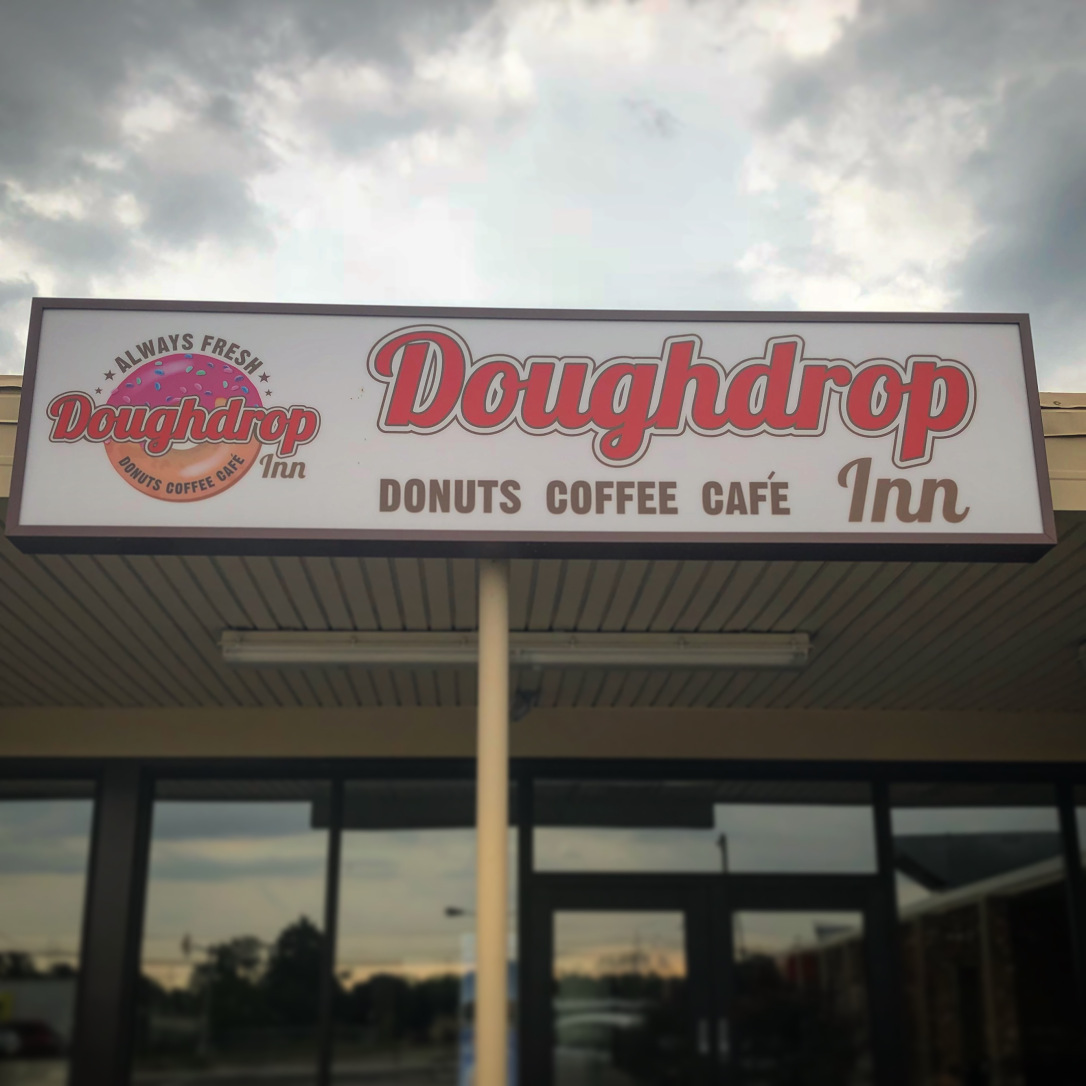 ALWAYS FRESH
Doughdrop
Inn
DONUTS COFFEE CAFÉ
Doughdrop
Inn
DONUTS COFFEE CAFÉ